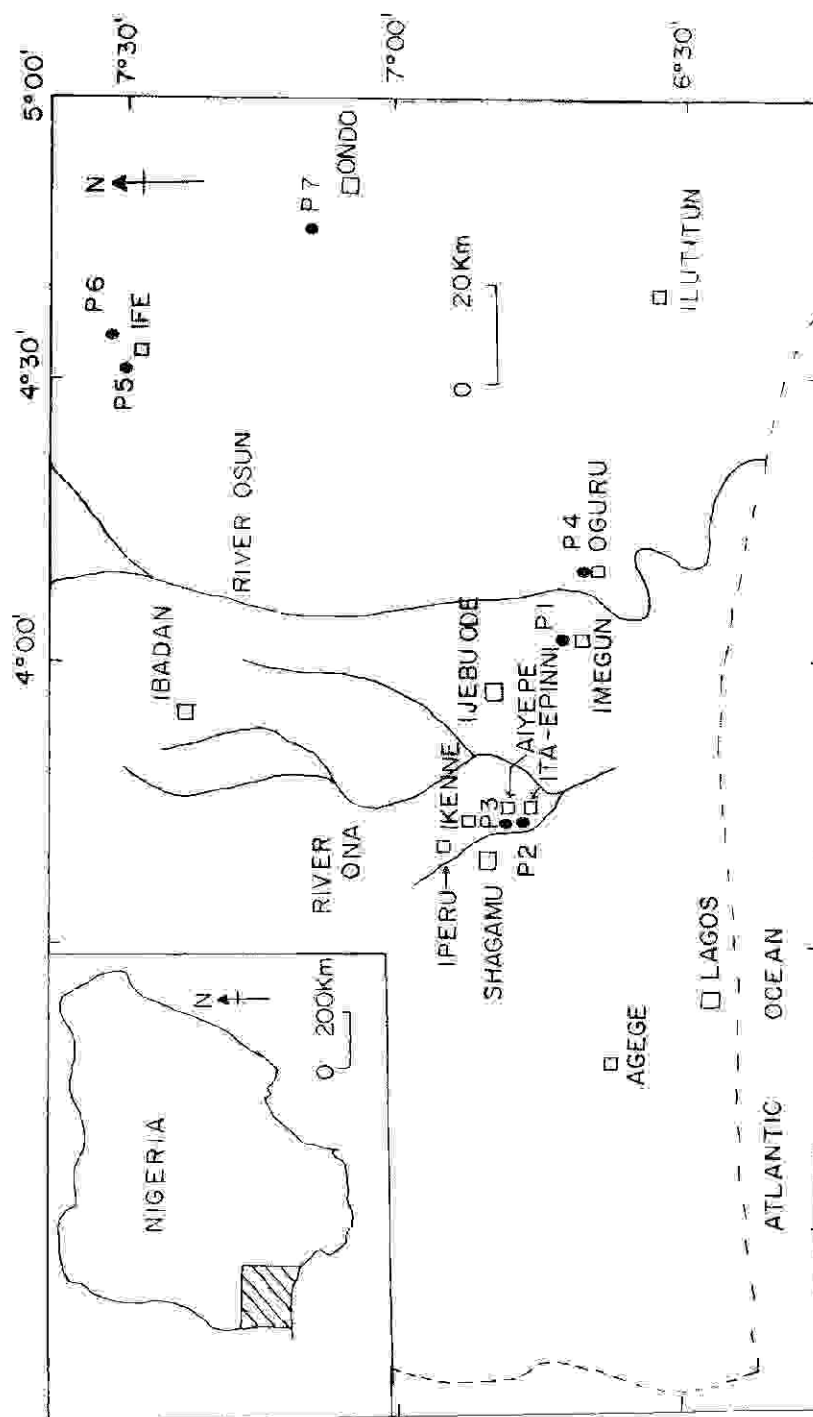 5°00'
4°30'
4°00'
7°30'
7°00'
6°30'
N
P6
P5
IFE
P7
ONDO
0 20Km
ILUTITUN
RIVER OSUN
IBADAN
P4
OGURU
P1
IMEGUN
IJEBU ODE
AIYEPE
ITA-EPINNI
IKENNE
P3
P2
RIVER
ONA
IPERU
SHAGAMU
LAGOS
AGEGE
ATLANTIC OCEAN
NIGERIA
N
0 200Km